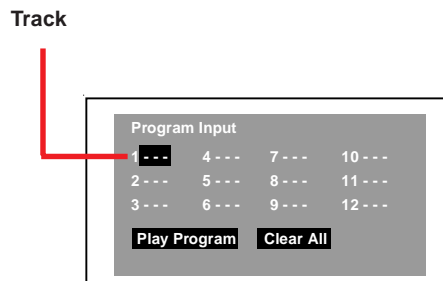 Track
Program Input
1 - - - 4 - - - 7 - - - 10 - - -
2 - - - 5 - - - 8 - - - 11 - - -
3 - - - 6 - - - 9 - - - 12 - - -
Play Program Clear All